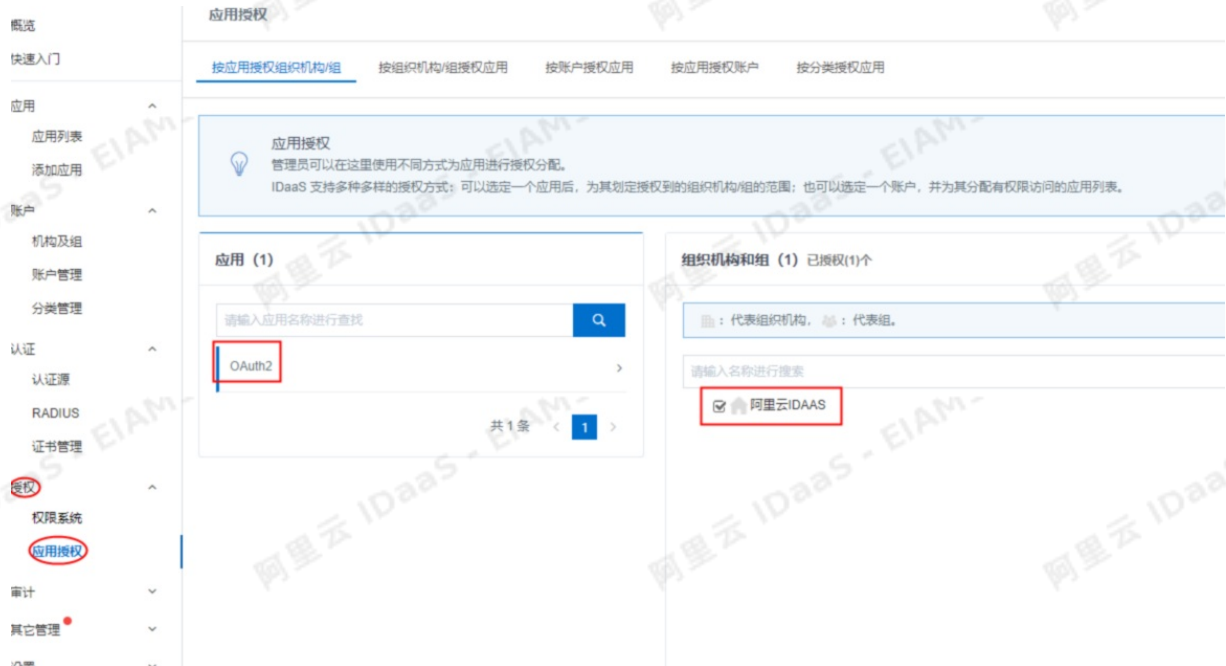 应用授权
概览
快速入门
应用
应用列表
添加应用
账户
机构及组
账户管理
分类管理
认证
认证源
RADIUS
证书管理
授权
权限系统
应用授权
审计
其它管理
设置
按应用授权组织机构/组 按组织机构/组授权应用 按账户授权应用 按应用授权账户 按分类授权应用
应用授权
管理员可以在这里使用不同方式为应用进行授权分配。
IDaaS 支持多种多样的授权方式:可以选定一个应用后,为其划定授权到的组织机构/组的范围;也可以选定一个账户,并为其分配有权限访问的应用列表。
应用 (1)
请输入应用名称进行查找
OAuth2
共 1 条 < 1 >
组织机构和组 (1) 已授权(1)个
:代表组织机构, :代表组。
请输入名称进行搜索
阿里云IDAAS
阿里云 IDaaS - EIAM-